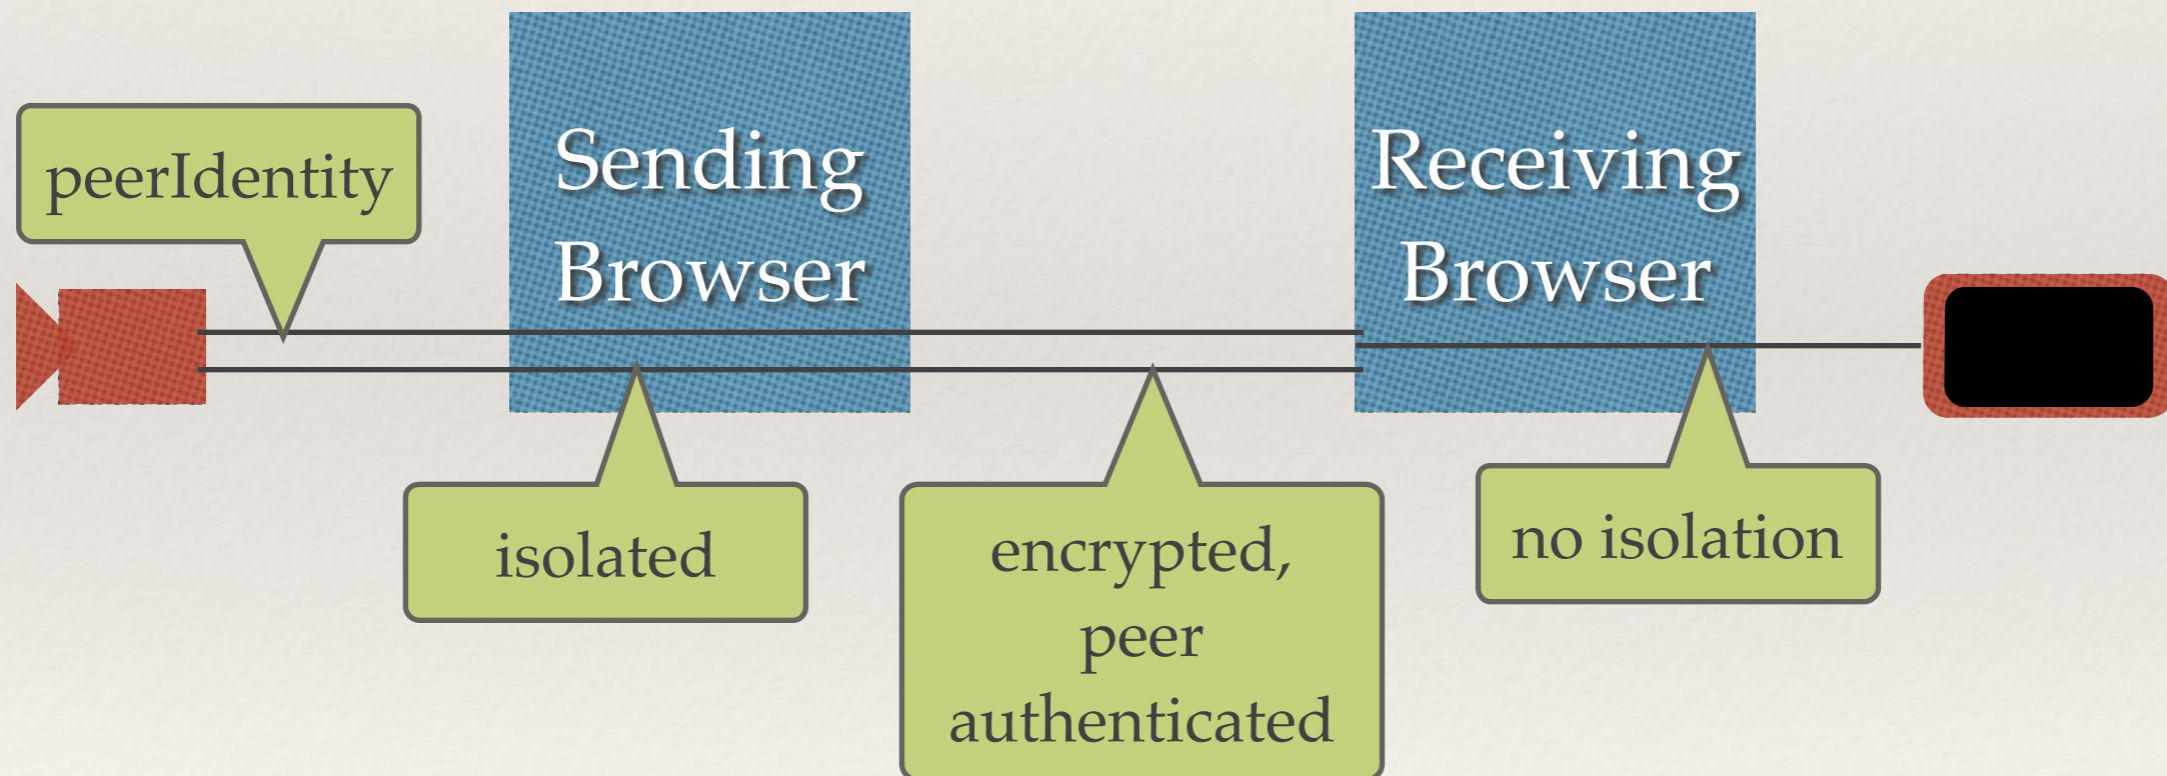 peerIdentity
Sending
Browser
Receiving
Browser
isolated
encrypted,
peer
authenticated
no isolation